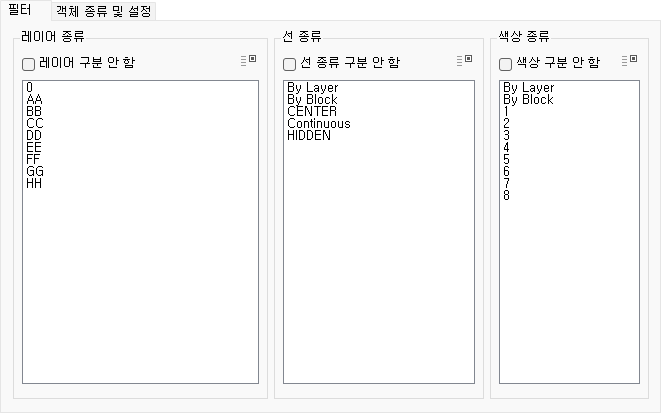 필터
객체 종류 및 설정
레이어 종류
레이어 구분 안 함
0
AA
BB
CC
DD
EE
FF
GG
HH
선 종류
선 종류 구분 안 함
By Layer
By Block
CENTER
Continuous
HIDDEN
색상 종류
색상 구분 안 함
By Layer
By Block
1
2
3
4
5
6
7
8